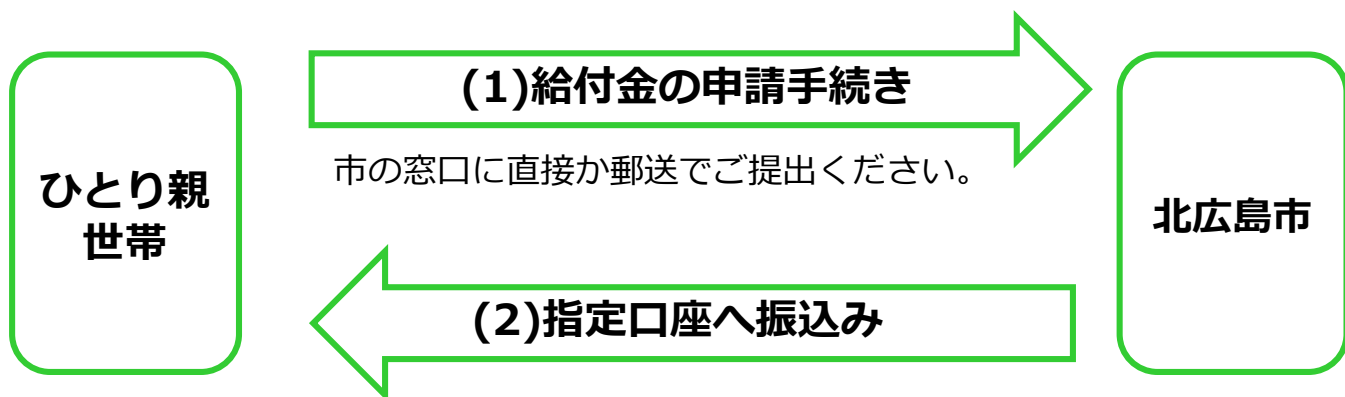 ひとり親
世帯
(1)給付金の申請手続き
市の窓口に直接か郵送でご提出ください。
(2)指定口座へ振込み
北広島市